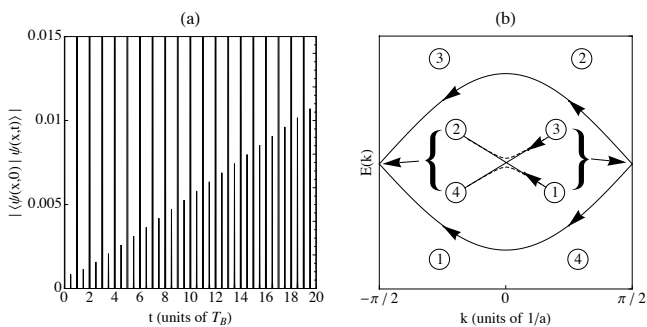 (a)
(b)
0.015
0.01
0.005
0
0 2 4 6 8 10 12 14 16 18 20
t (units of T_B)
| ⟨ψ(x,0) | ψ(x,t)⟩ |
E(k)
③ ②
② ③
④ ①
① ④
−π / 2 0 π / 2
k (units of 1/a)